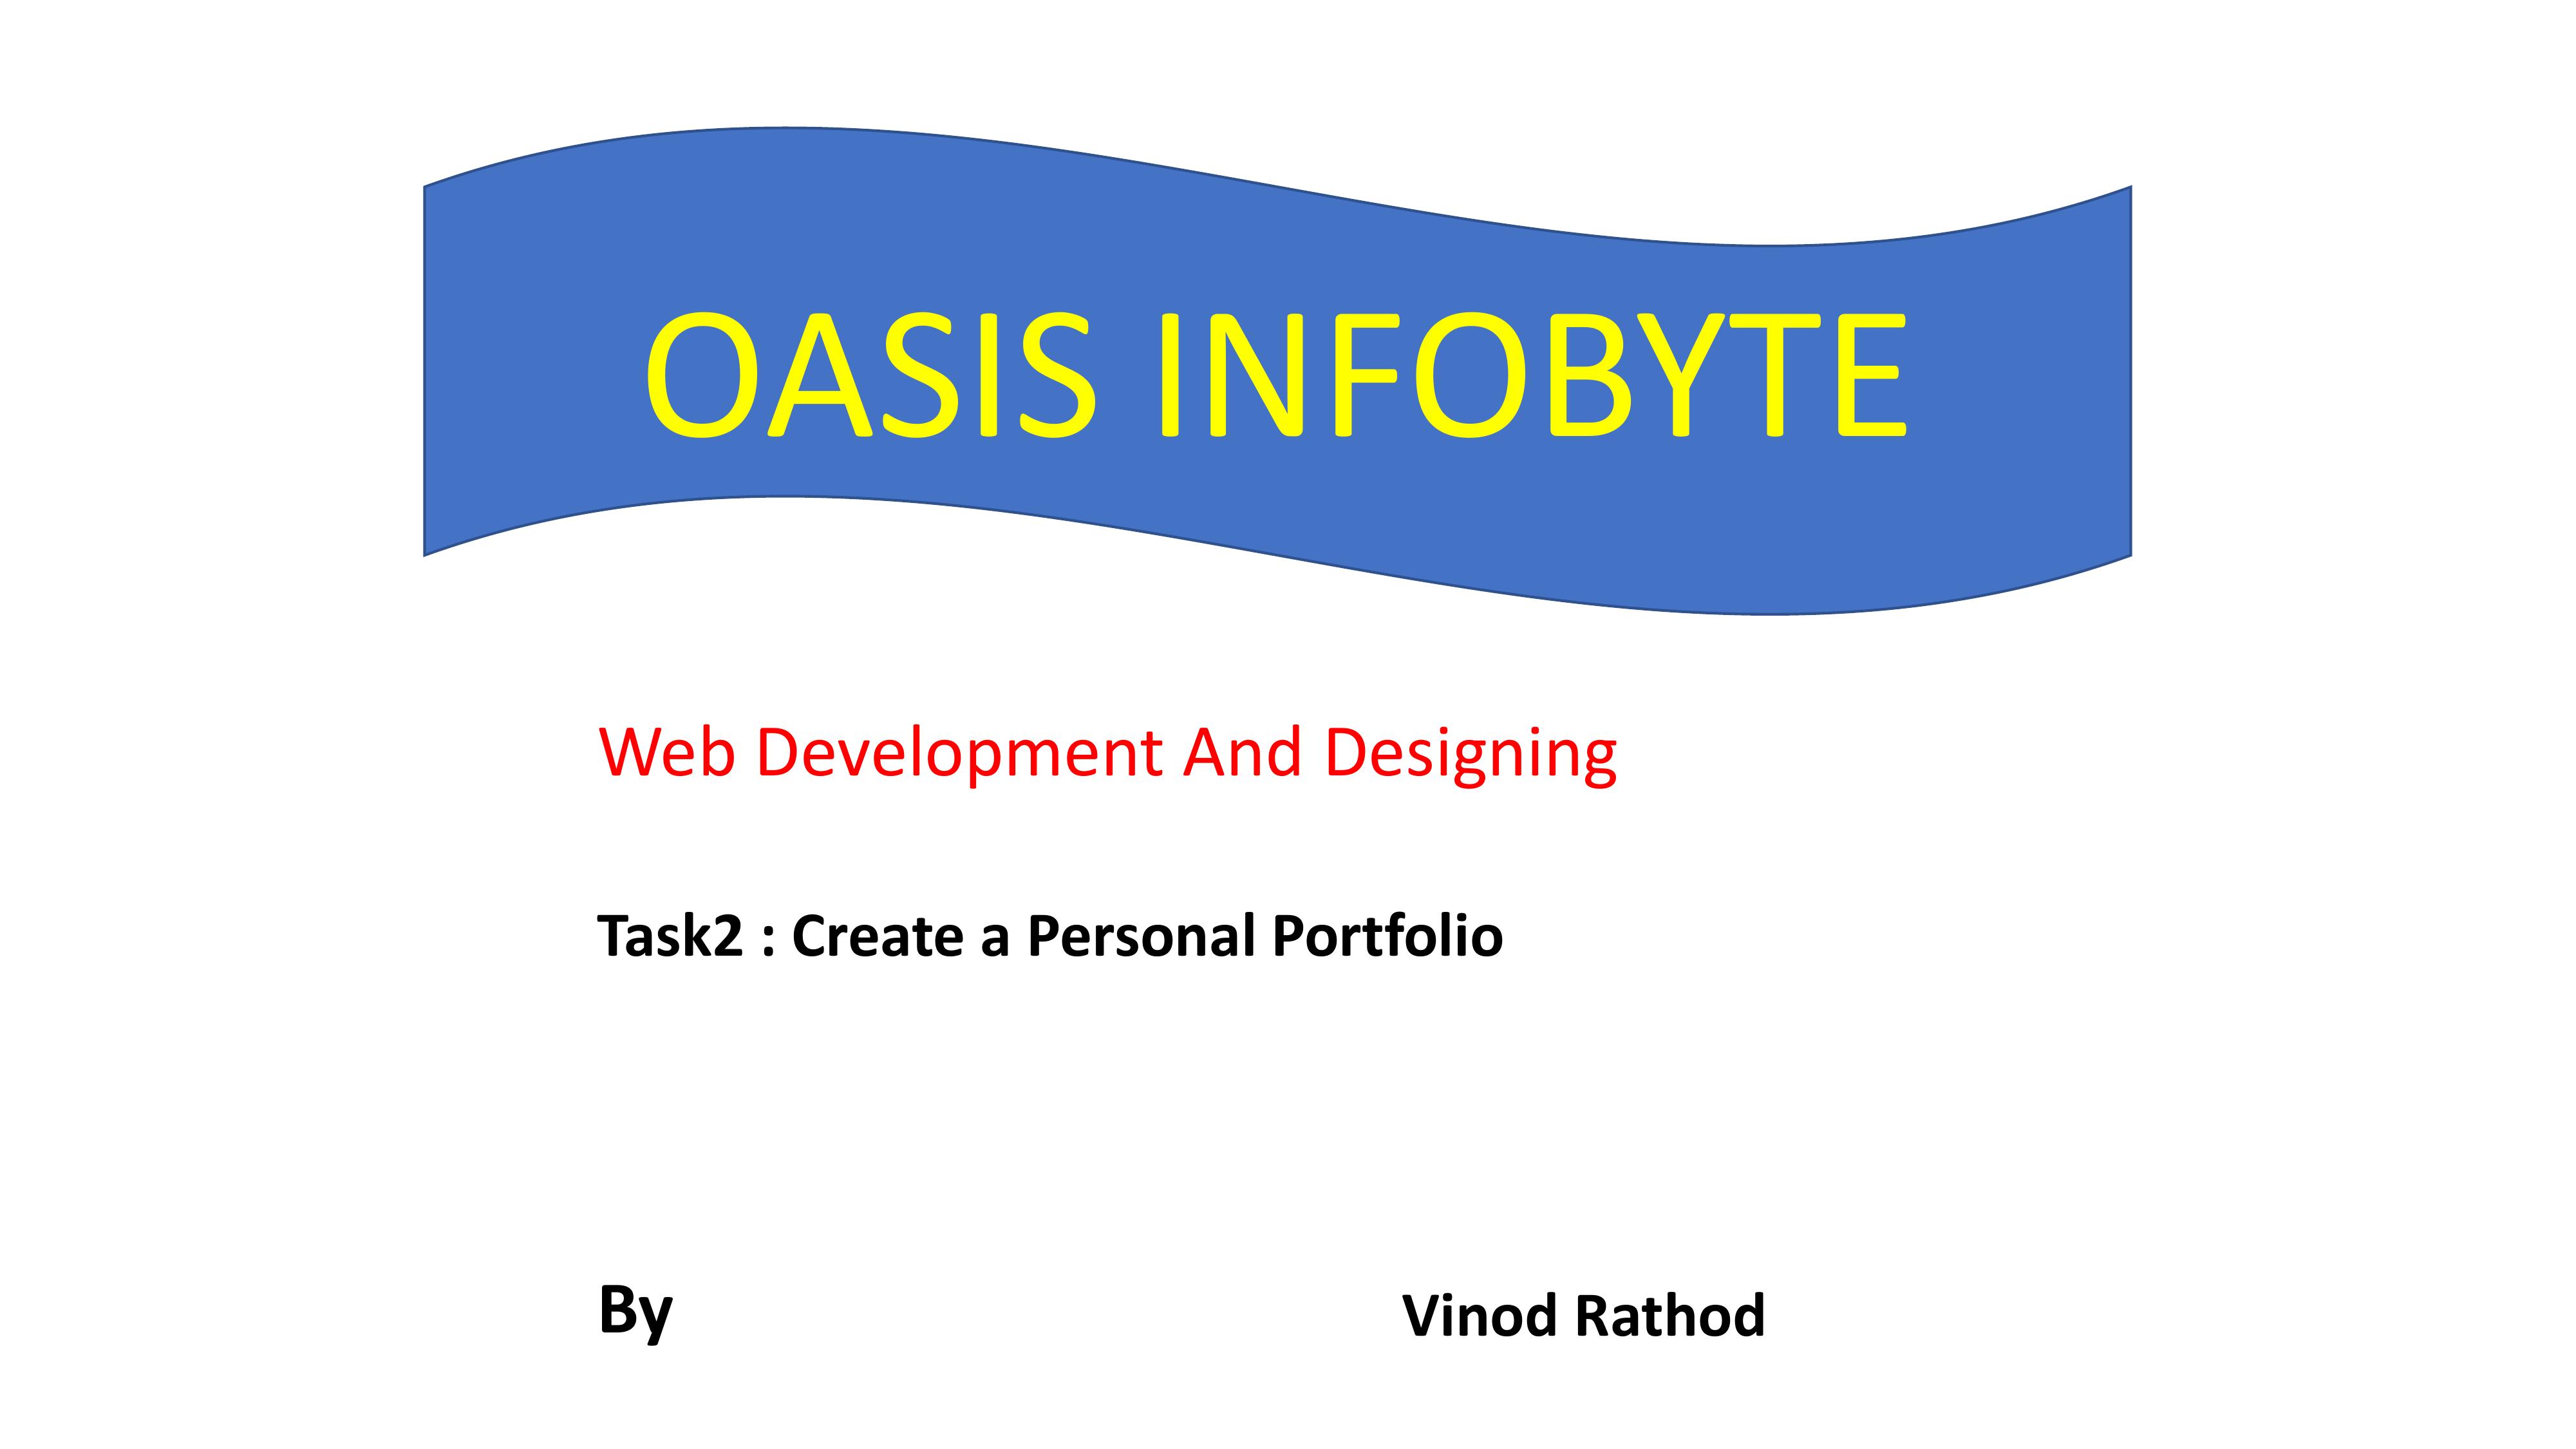 OASIS INFOBYTE
Web Development And Designing
Task2 : Create a Personal Portfolio
By Vinod Rathod